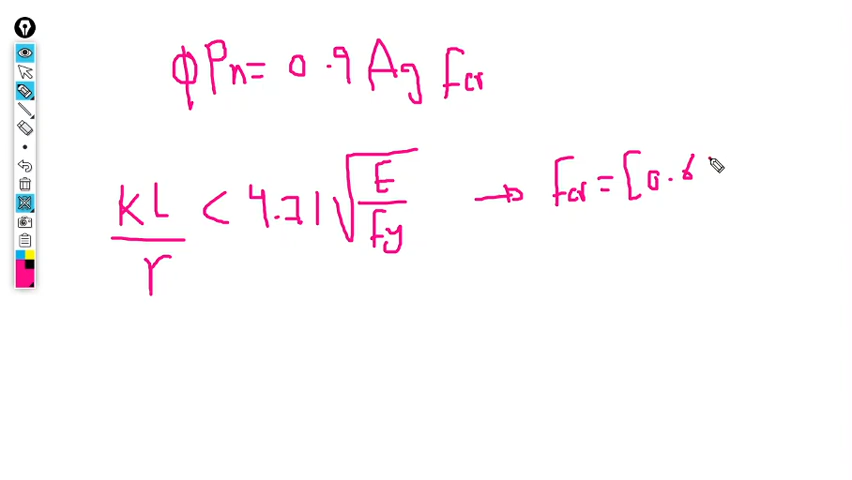 ϕPn= 0.9 Ag Fcr
KL/r < 4.71√(E/Fy) → Fcr = [0.6